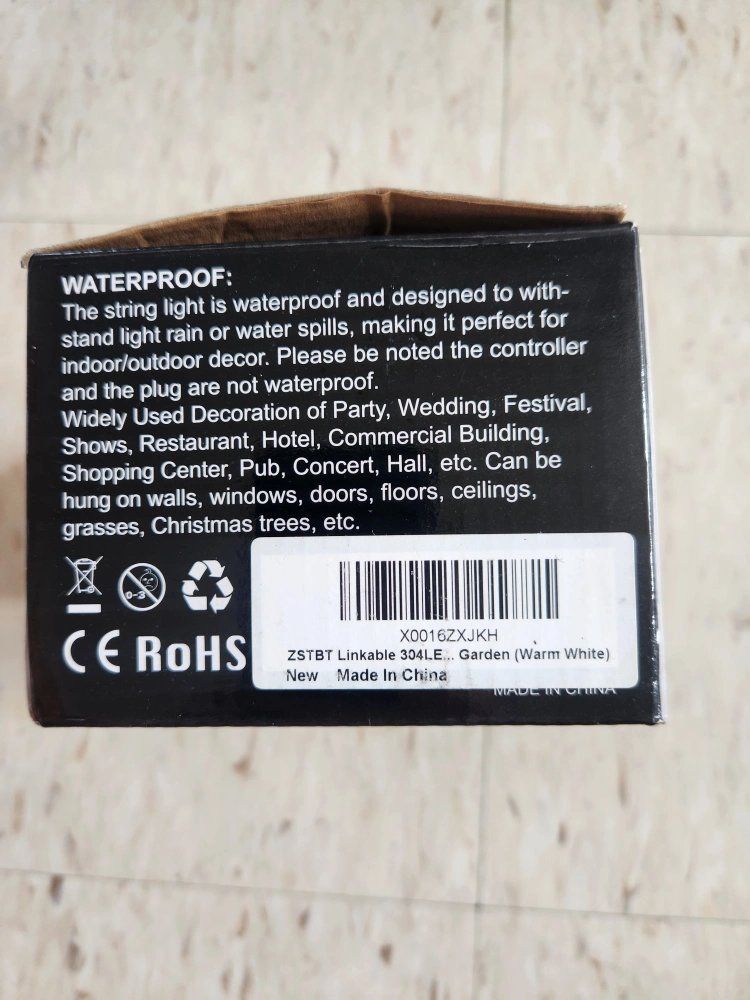 WATERPROOF:
The string light is waterproof and designed to with-
stand light rain or water spills, making it perfect for
indoor/outdoor decor. Please be noted the controller
and the plug are not waterproof.
Widely Used Decoration of Party, Wedding, Festival,
Shows, Restaurant, Hotel, Commercial Building,
Shopping Center, Pub, Concert, Hall, etc. Can be
hung on walls, windows, doors, floors, ceilings,
grasses, Christmas trees, etc.
0-3
CE RoHS
X0016ZXJKH
ZSTBT Linkable 304LE... Garden (Warm White)
New Made In China
MADE IN CHINA